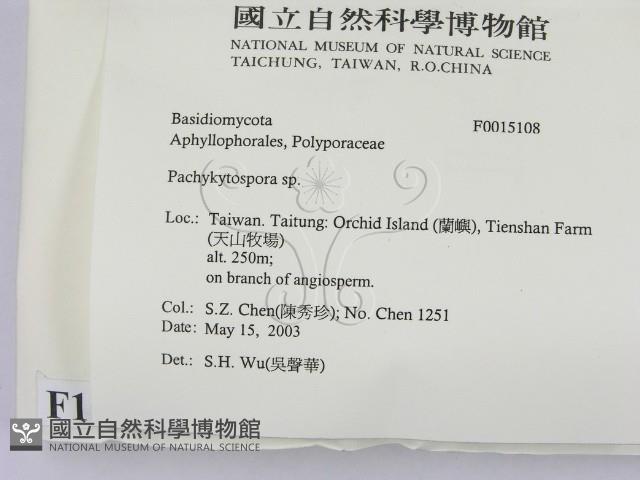 國立自然科學博物館
NATIONAL MUSEUM OF NATURAL SCIENCE
TAICHUNG, TAIWAN, R.O.CHINA
Basidiomycota F0015108
Aphyllophorales, Polyporaceae
Pachykytospora sp.
Loc.: Taiwan. Taitung: Orchid Island (蘭嶼), Tienshan Farm
(天山牧場)
alt. 250m;
on branch of angiosperm.
Col.: S.Z. Chen(陳秀珍); No. Chen 1251
Date: May 15, 2003
Det.: S.H. Wu(吳聲華)
F1
國立自然科學博物館
NATIONAL MUSEUM OF NATURAL SCIENCE